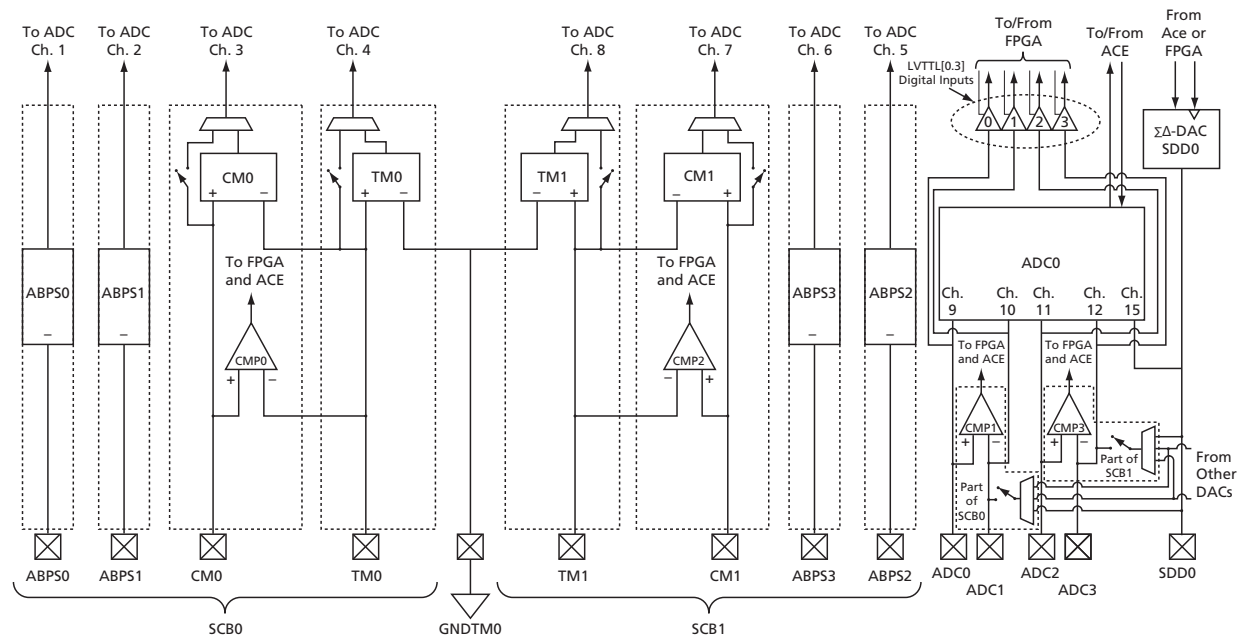 To ADC
Ch. 1
To ADC
Ch. 2
To ADC
Ch. 3
To ADC
Ch. 4
To ADC
Ch. 8
To ADC
Ch. 7
To ADC
Ch. 6
To ADC
Ch. 5
To/From
FPGA
To/From
ACE
From
Ace or
FPGA
LVTTL[0.3]
Digital Inputs
0
1
2
3
ΣΔ-DAC
SDD0
CM0
+ −
TM0
+ −
TM1
− +
CM1
− +
ABPS0
−
ABPS1
−
To FPGA
and ACE
CMP0
+ −
To FPGA
and ACE
CMP2
− +
ABPS3
−
ABPS2
−
ADC0
Ch.
9
Ch.
10
Ch.
11
Ch.
12
Ch.
15
To FPGA
and ACE
CMP1
+ −
To FPGA
and ACE
CMP3
+ −
Part of
SCB1
Part
of
SCB0
From
Other
DACs
ABPS0
ABPS1
CM0
TM0
TM1
CM1
ABPS3
ABPS2
ADC0
ADC1
ADC2
ADC3
SDD0
SCB0
GNDTM0
SCB1